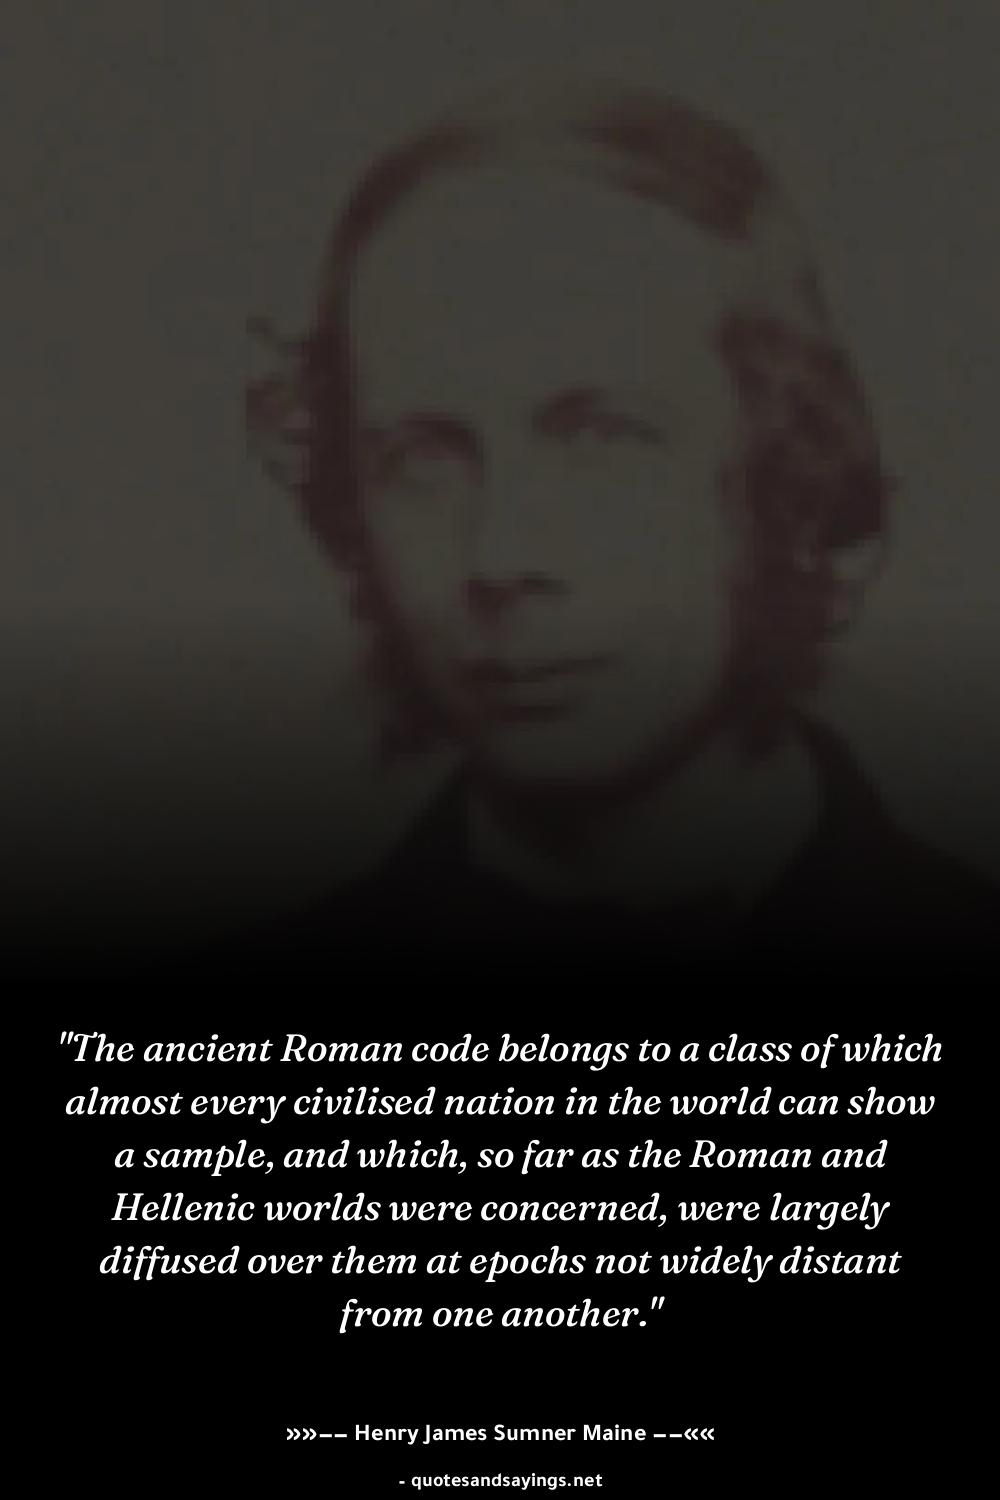 "The ancient Roman code belongs to a class of which
almost every civilised nation in the world can show
a sample, and which, so far as the Roman and
Hellenic worlds were concerned, were largely
diffused over them at epochs not widely distant
from one another."
»»−− Henry James Sumner Maine −−««
- quotesandsayings.net